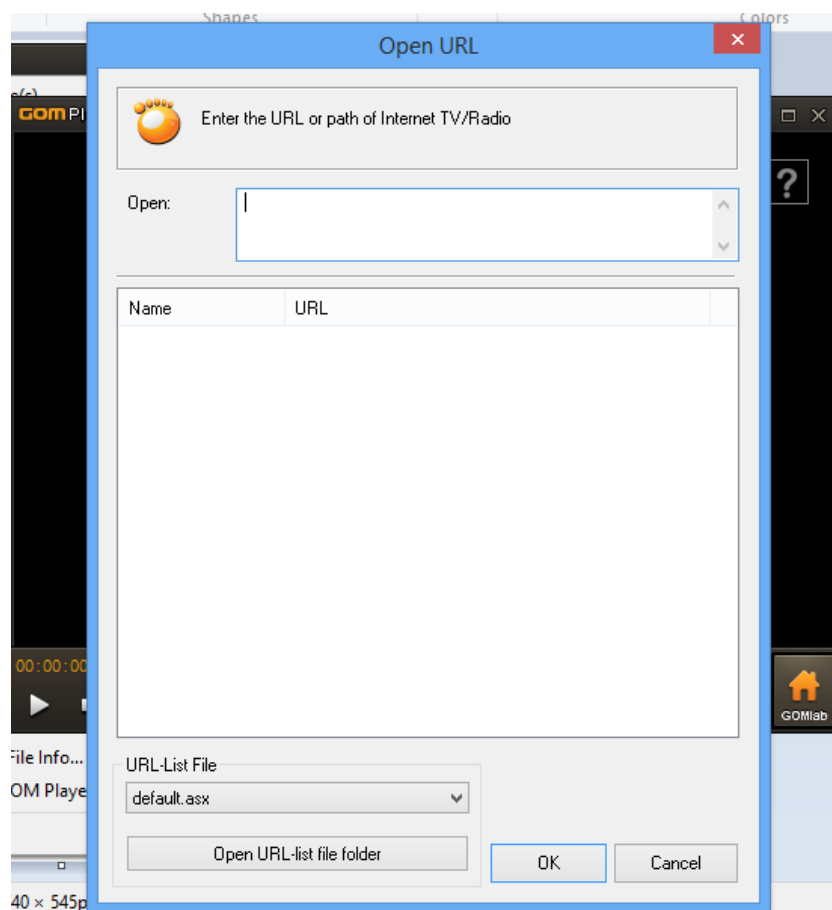 Shapes
Colors
Open URL
GOM Pl
Enter the URL or path of Internet TV/Radio
?
Open:
Name URL
00:00:00
GOMlab
File Info...
URL-List File
OM Playe
default.asx
Open URL-list file folder
OK Cancel
40 × 545p